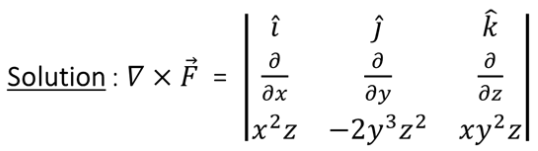 Solution : ∇ × F⃗ = | î ĵ k̂ |
| ∂/∂x ∂/∂y ∂/∂z |
| x²z −2y³z² xy²z |